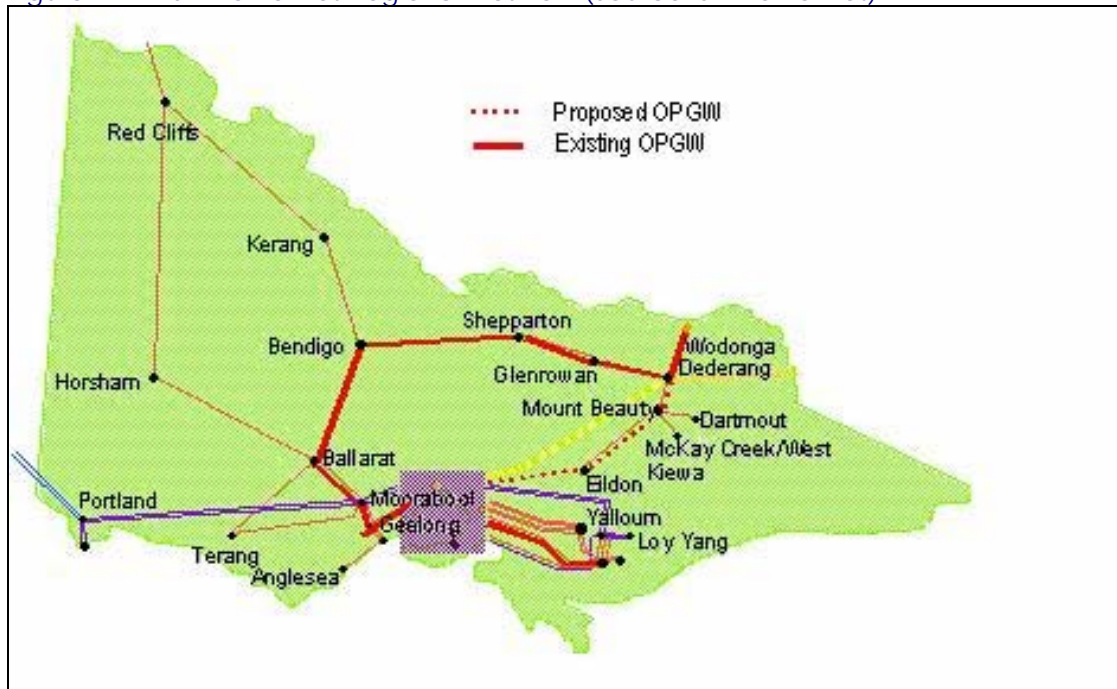 Proposed OPGW
Existing OPGW
Red Cliffs
Kerang
Shepparton
Bendigo
Wodonga
Glenrowan
Dederang
Horsham
Mount Beauty
Dartmout
McKay Creek/West
Kiewa
Ballarat
Eildon
Portland
Moorabool
Geelong
Yallourn
Loy Yang
Terang
Anglesea